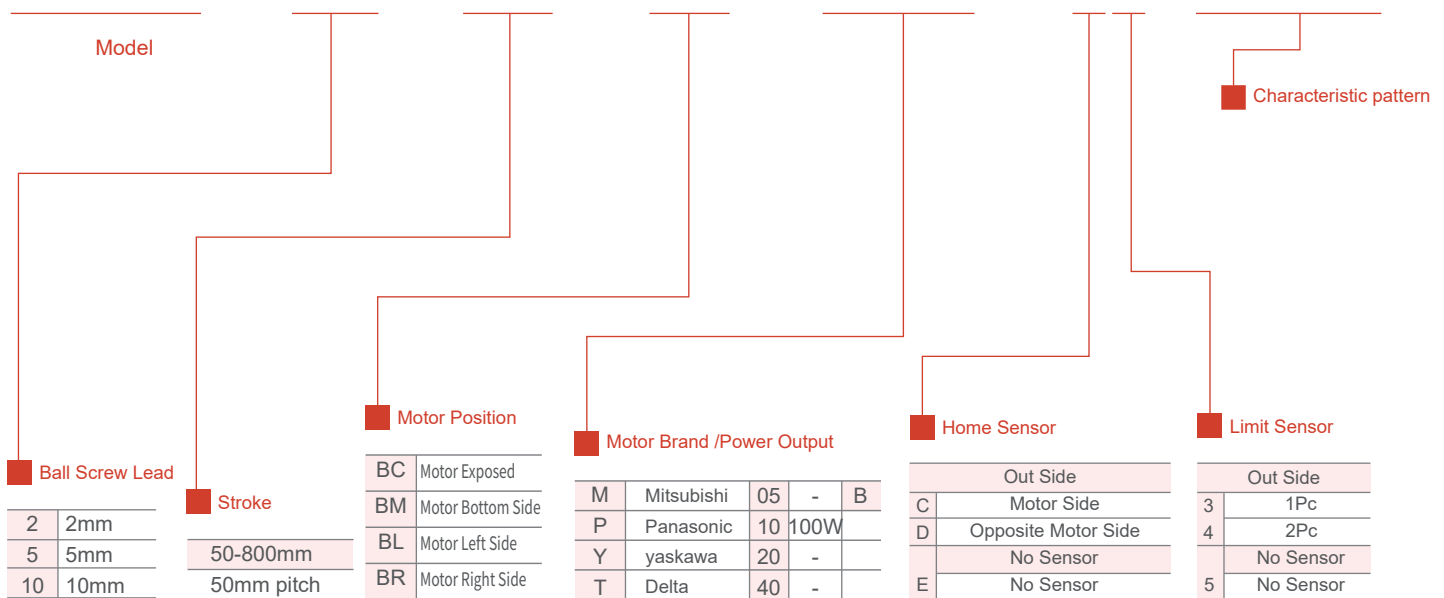 Model
Characteristic pattern
Ball Screw Lead
2 2mm
5 5mm
10 10mm
Stroke
50-800mm
50mm pitch
Motor Position
BC Motor Exposed
BM Motor Bottom Side
BL Motor Left Side
BR Motor Right Side
Motor Brand /Power Output
M Mitsubishi 05 - B
P Panasonic 10 100W
Y yaskawa 20 -
T Delta 40 -
Home Sensor
Out Side
C Motor Side
D Opposite Motor Side
No Sensor
E No Sensor
Limit Sensor
Out Side
3 1Pc
4 2Pc
No Sensor
5 No Sensor